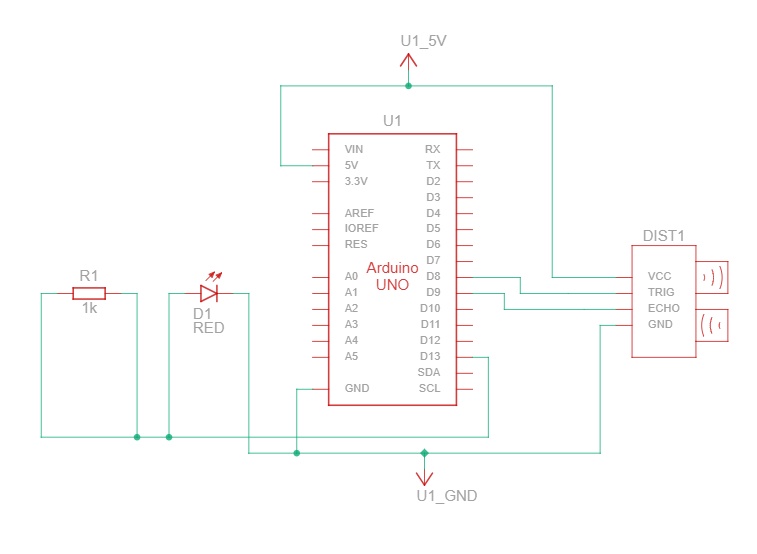 U1_5V
U1
VIN
5V
3.3V
AREF
IOREF
RES
A0
A1
A2
A3
A4
A5
GND
Arduino
UNO
RX
TX
D2
D3
D4
D5
D6
D7
D8
D9
D10
D11
D12
D13
SDA
SCL
DIST1
VCC
TRIG
ECHO
GND
R1
1k
D1
RED
U1_GND